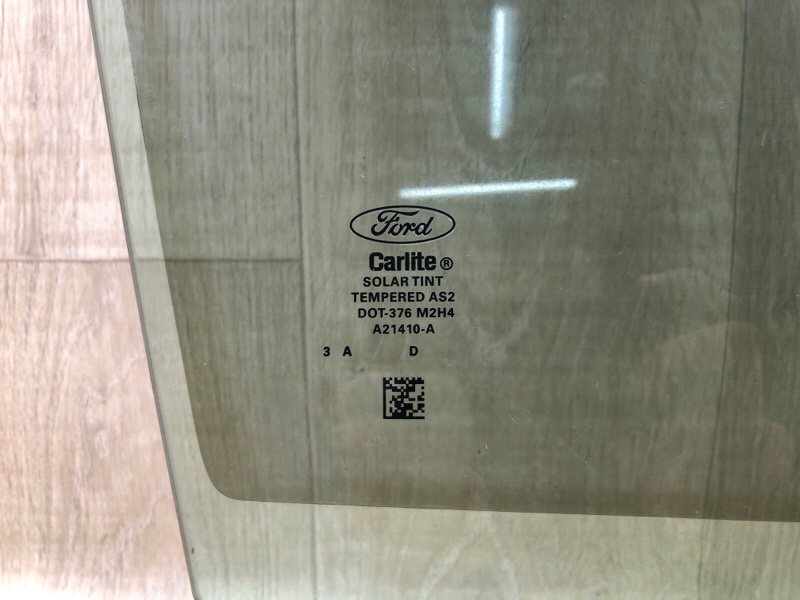 Ford
Carlite®
SOLAR TINT
TEMPERED AS2
DOT-376 M2H4
A21410-A
3 A D